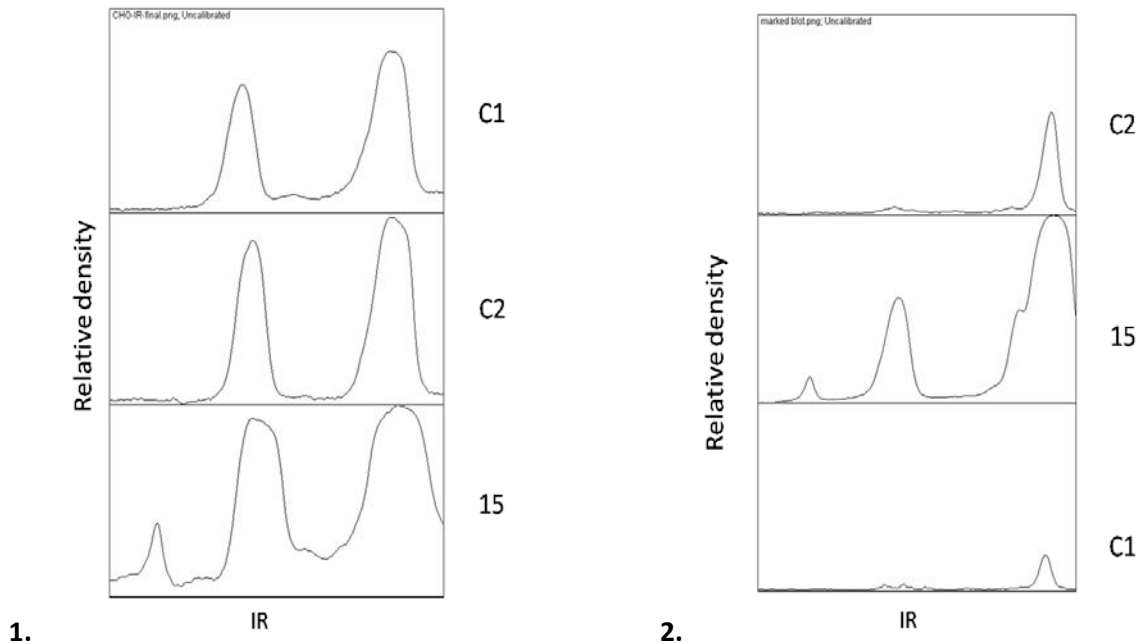 CHO-IR-final.png; Uncalibrated
C1
C2
15
Relative density
IR
1.
marked blot.png; Uncalibrated
C2
15
C1
Relative density
IR
2.